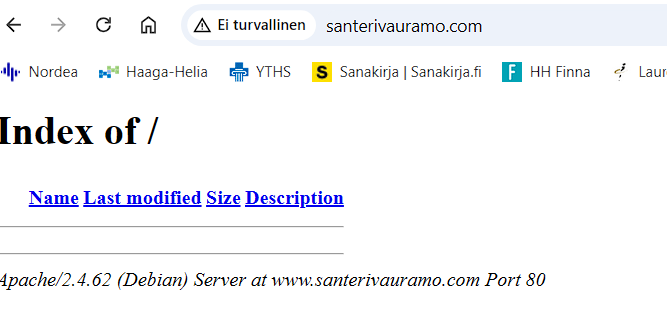 Ei turvallinen santerivauramo.com
Nordea Haaga-Helia YTHS S Sanakirja | Sanakirja.fi F HH Finna Laur
Index of /
Name Last modified Size Description
Apache/2.4.62 (Debian) Server at www.santerivauramo.com Port 80